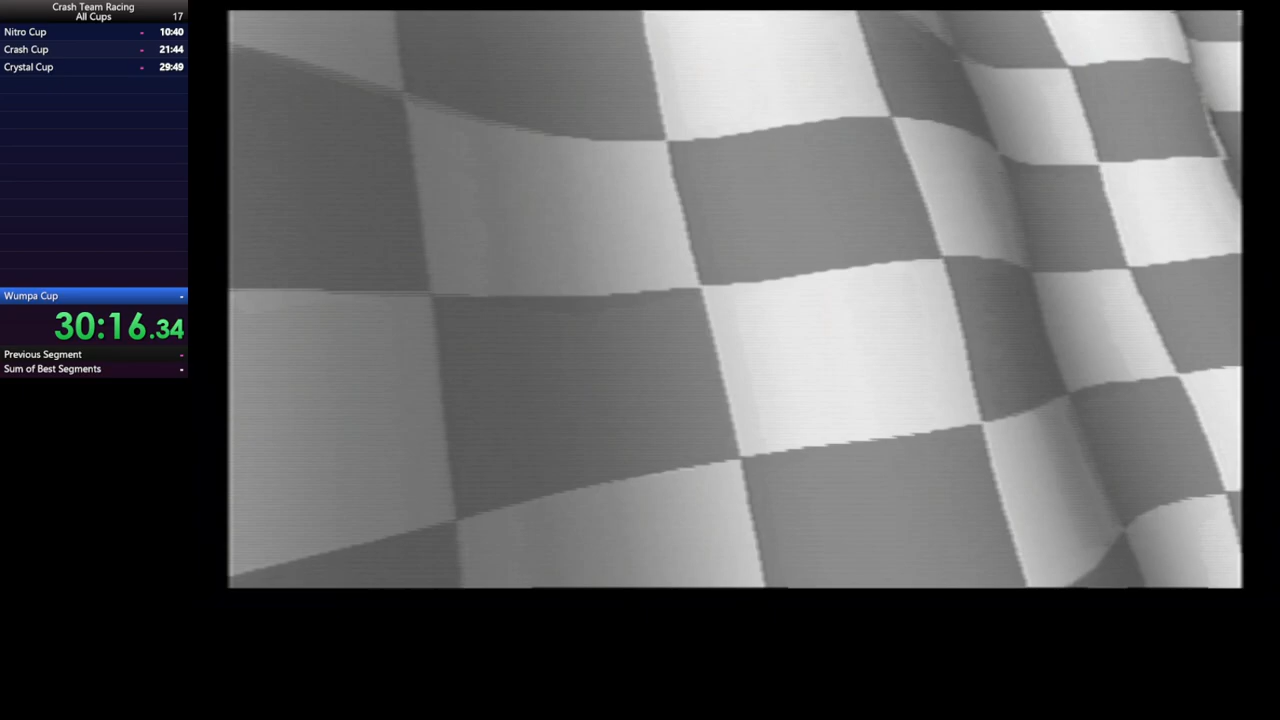 Crash Team Racing
All Cups 17
Nitro Cup - 10:40
Crash Cup - 21:44
Crystal Cup - 29:49
Wumpa Cup -
30:16.34
Previous Segment -
Sum of Best Segments -